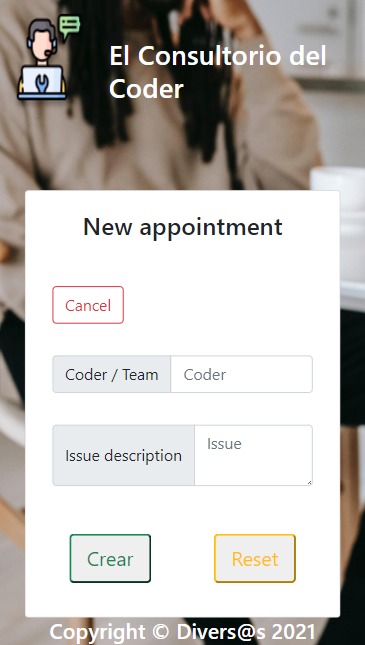 El Consultorio del
Coder
New appointment
Cancel
Coder / Team Coder
Issue description Issue
Crear Reset
Copyright © Divers@s 2021